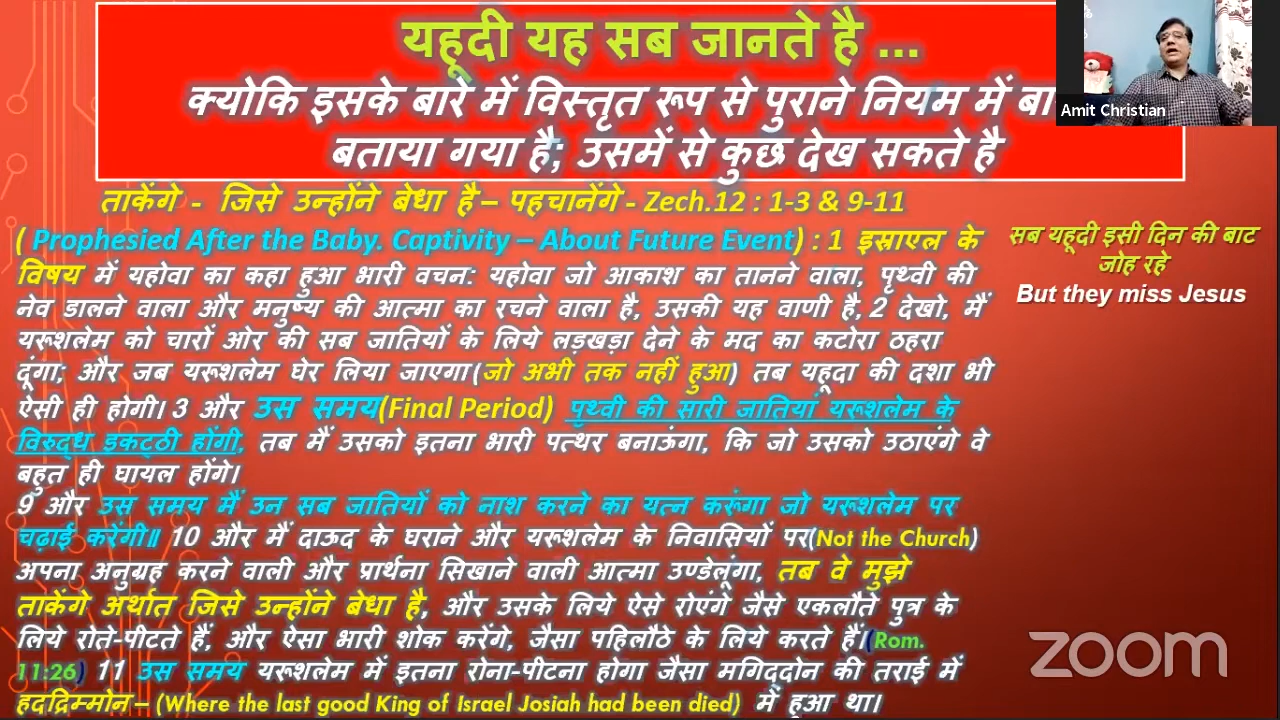 यहूदी यह सब जानते है ...
क्योकि इसके बारे में विस्तृत रूप से पुराने नियम में
बताया गया है; उसमें से कुछ देख सकते है
Amit Christian
ताकेंगे - जिसे उन्होंने बेधा है – पहचानेंगे - Zech.12 : 1-3 & 9-11
( Prophesied After the Baby. Captivity – About Future Event) : 1 इस्राएल के
विषय में यहोवा का कहा हुआ भारी वचन: यहोवा जो आकाश का तानने वाला, पृथ्वी की
नेव डालने वाला और मनुष्य की आत्मा का रचने वाला है, उसकी यह वाणी है, 2 देखो, मैं
यरूशलेम को चारों ओर की सब जातियों के लिये लड़खड़ा देने के मद का कटोरा ठहरा
दूंगा; और जब यरूशलेम घेर लिया जाएगा (जो अभी तक नहीं हुआ) तब यहूदा की दशा भी
ऐसी ही होगी। 3 और उस समय(Final Period) पृथ्वी की सारी जातियां यरूशलेम के
विरुद्ध इकट्ठी होंगी, तब मैं उसको इतना भारी पत्थर बनाऊंगा, कि जो उसको उठाएंगे वे
बहुत ही घायल होंगे।
9 और उस समय मैं उन सब जातियों को नाश करने का यत्न करूंगा जो यरूशलेम पर
चढ़ाई करेंगी॥ 10 और मैं दाऊद के घराने और यरूशलेम के निवासियों पर(Not the Church)
अपना अनुग्रह करने वाली और प्रार्थना सिखाने वाली आत्मा उण्डेलूंगा, तब वे मुझे
ताकेंगे अर्थात जिसे उन्होंने बेधा है, और उसके लिये ऐसे रोएंगे जैसे एकलौते पुत्र के
लिये रोते-पीटते हैं, और ऐसा भारी शोक करेंगे, जैसा पहिलौठे के लिये करते हैं।(Rom.
11:26) 11 उस समय यरूशलेम में इतना रोना-पीटना होगा जैसा मगिद्दोन की तराई में
हदद्रिम्मोन – (Where the last good King of Israel Josiah had been died) में हुआ था।
सब यहूदी इसी दिन की बाट
जोह रहे
But they miss Jesus
zoom